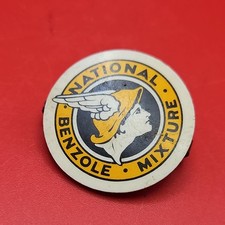 · NATIONAL ·
BENZOLE · MIXTURE